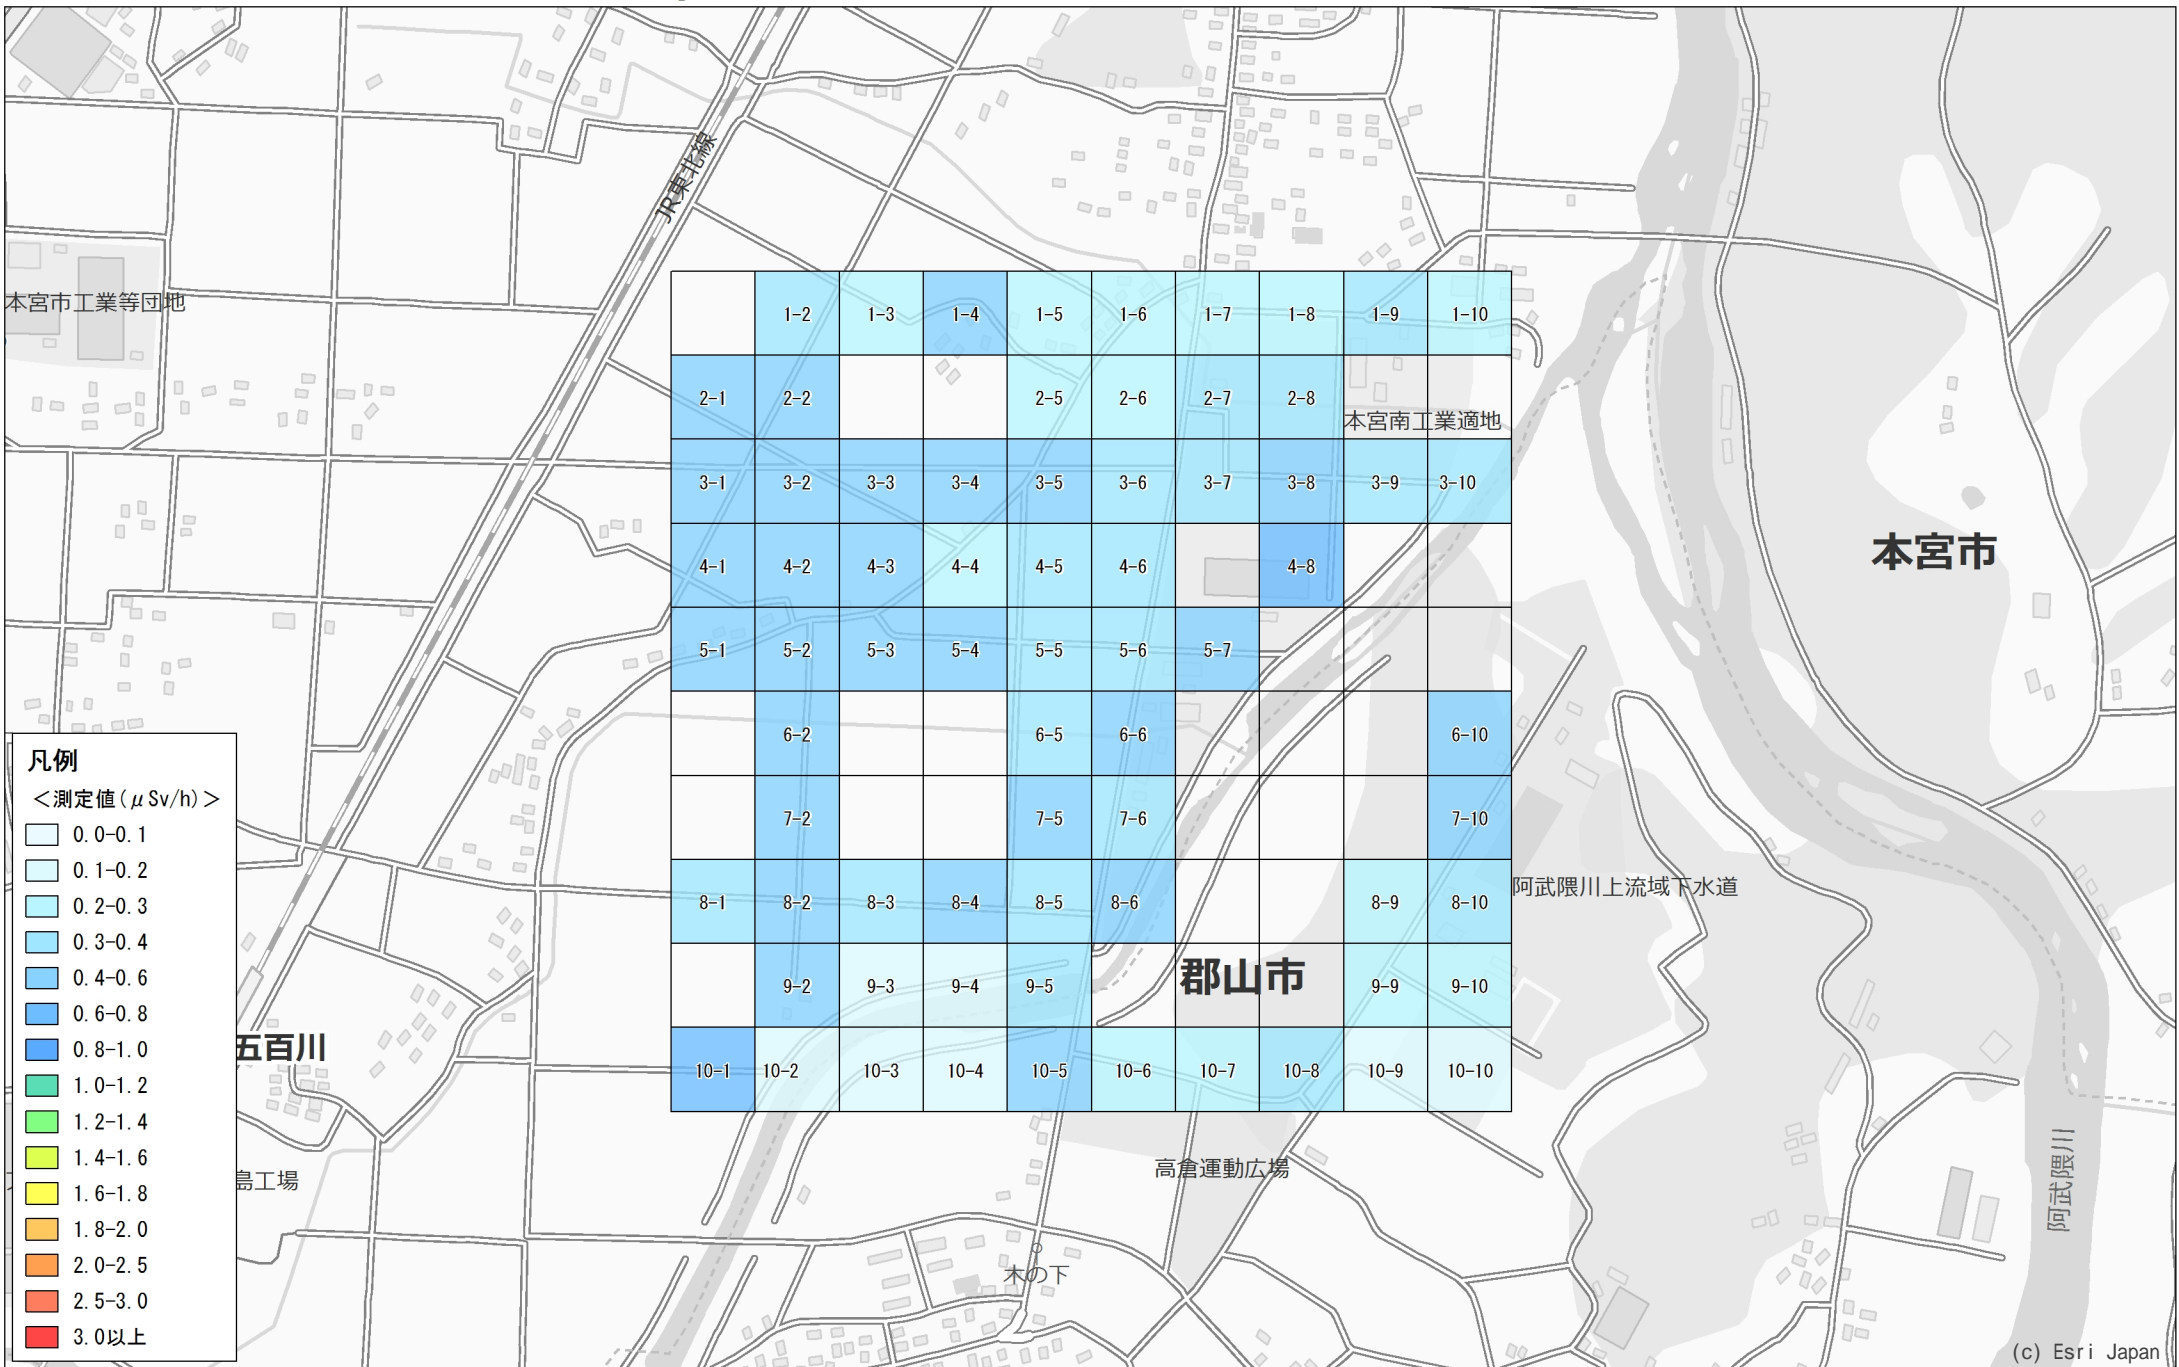 JR東北線
本宮市工業等団地
1-2 1-3 1-4 1-5 1-6 1-7 1-8 1-9 1-10
2-1 2-2 2-5 2-6 2-7 2-8
本宮南工業適地
3-1 3-2 3-3 3-4 3-5 3-6 3-7 3-8 3-9 3-10
本宮市
4-1 4-2 4-3 4-4 4-5 4-6 4-8
5-1 5-2 5-3 5-4 5-5 5-6 5-7
6-2 6-5 6-6 6-10
7-2 7-5 7-6 7-10
8-1 8-2 8-3 8-4 8-5 8-6 8-9 8-10
阿武隈川上流域下水道
郡山市
9-2 9-3 9-4 9-5 9-9 9-10
五百川
10-1 10-2 10-3 10-4 10-5 10-6 10-7 10-8 10-9 10-10
高倉運動広場
島工場
阿武隈川
木の下
凡例
＜測定値(μSv/h)＞
0.0-0.1
0.1-0.2
0.2-0.3
0.3-0.4
0.4-0.6
0.6-0.8
0.8-1.0
1.0-1.2
1.2-1.4
1.4-1.6
1.6-1.8
1.8-2.0
2.0-2.5
2.5-3.0
3.0以上
(c) Esri Japan